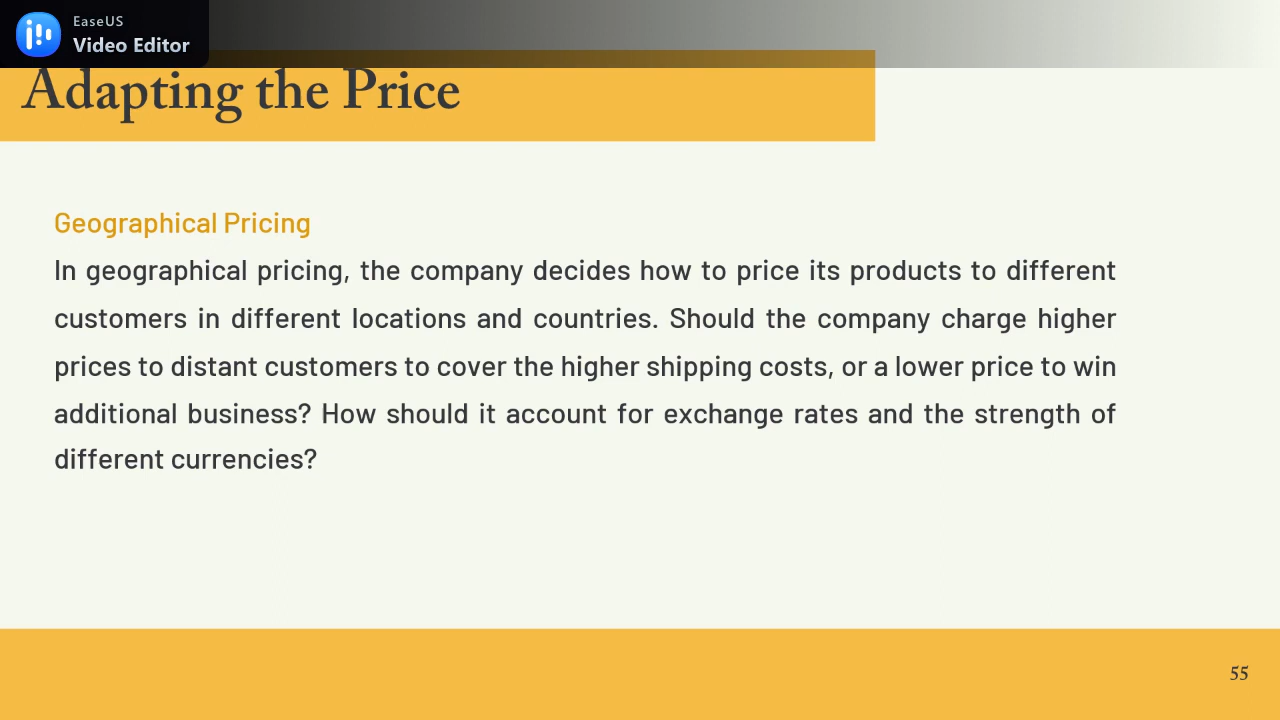 EaseUS
Video Editor
Adapting the Price
Geographical Pricing
In geographical pricing, the company decides how to price its products to different
customers in different locations and countries. Should the company charge higher
prices to distant customers to cover the higher shipping costs, or a lower price to win
additional business? How should it account for exchange rates and the strength of
different currencies?
55